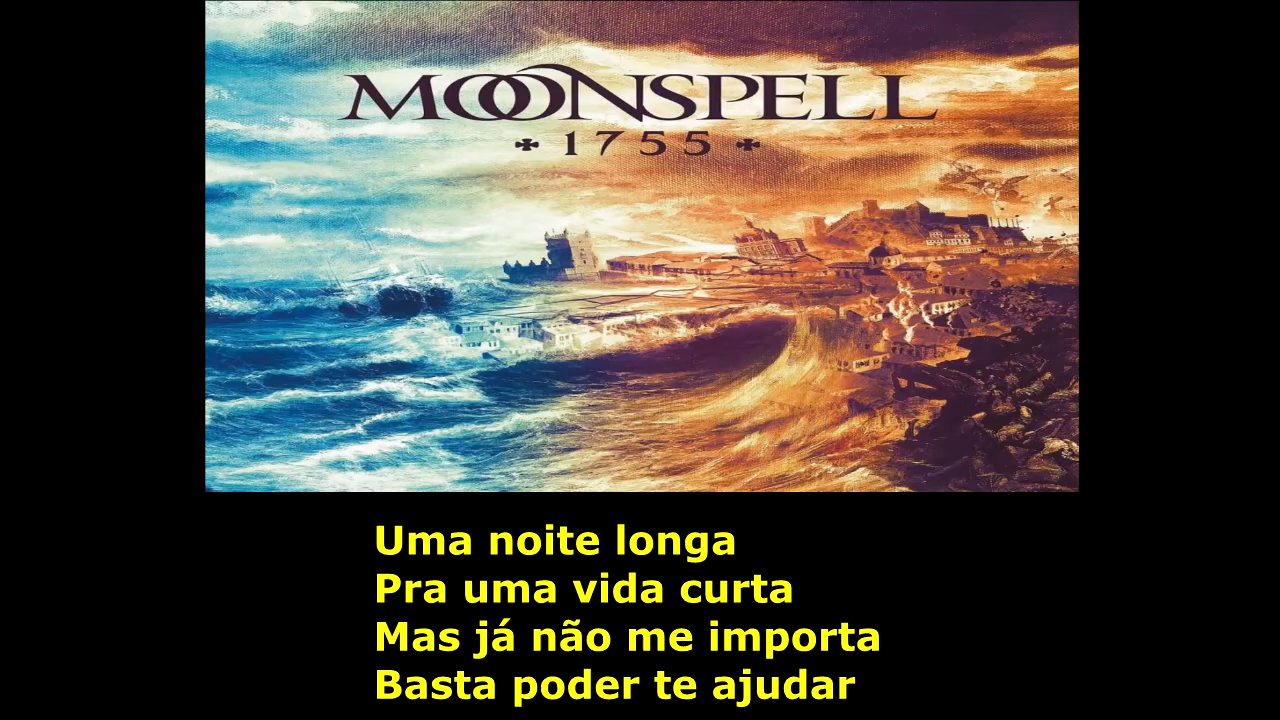 MOONSPELL
1755
Uma noite longa
Pra uma vida curta
Mas já não me importa
Basta poder te ajudar